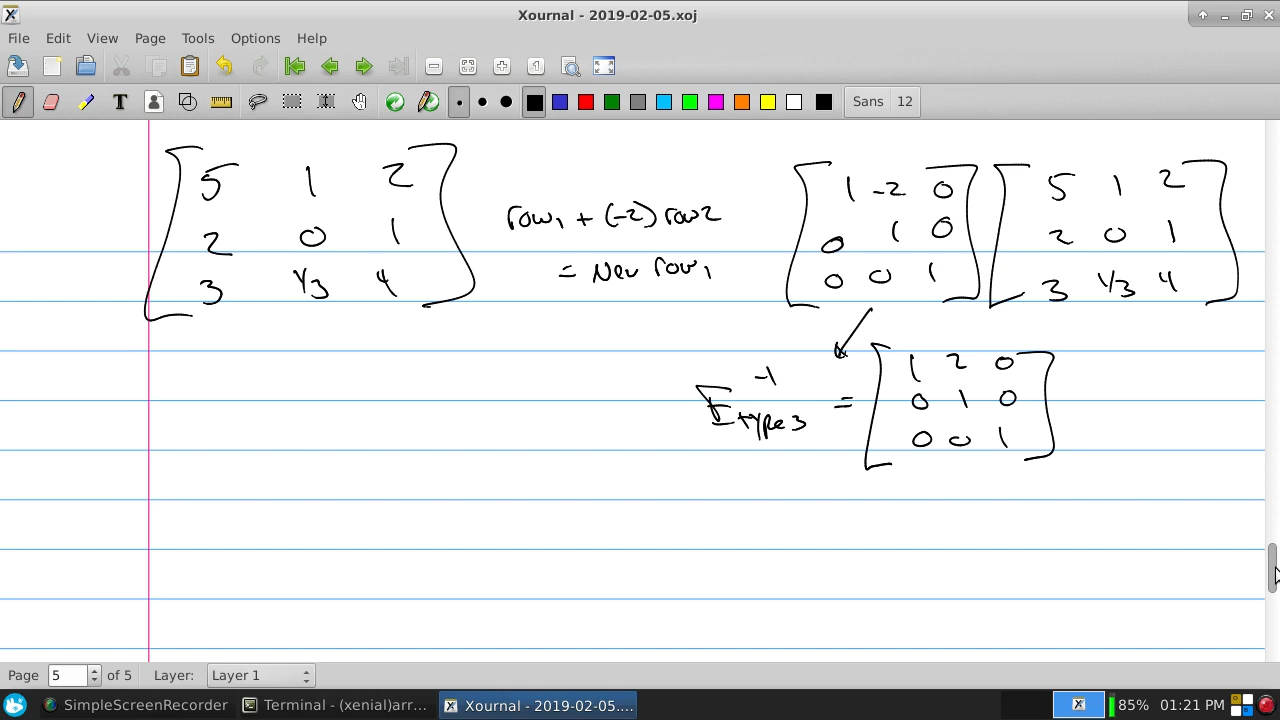 Xournal - 2019-02-05.xoj
File Edit View Page Tools Options Help
Sans 12
5 1 2
2 0 1
3 1/3 4
row1 + (-2) row2
= New row1
1 -2 0
0 1 0
0 0 1
5 1 2
2 0 1
3 1/3 4
E type 3 -1 =
1 2 0
0 1 0
0 0 1
Page 5 of 5 Layer: Layer 1
SimpleScreenRecorder Terminal - (xenial)arr... Xournal - 2019-02-05.... 85% 01:21 PM